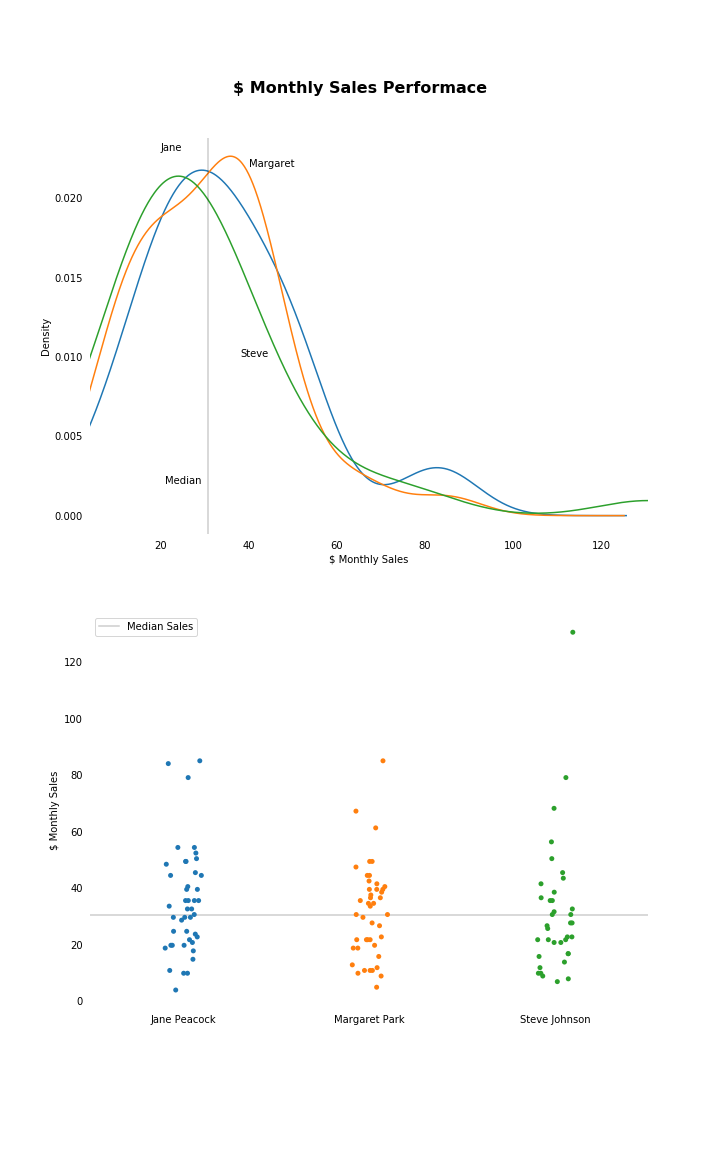 $ Monthly Sales Performace
Jane
Margaret
0.020
0.015
Density
0.010
Steve
0.005
Median
0.000
20 40 60 80 100 120
$ Monthly Sales
Median Sales
120
100
80
$ Monthly Sales
60
40
20
0
Jane Peacock Margaret Park Steve Johnson